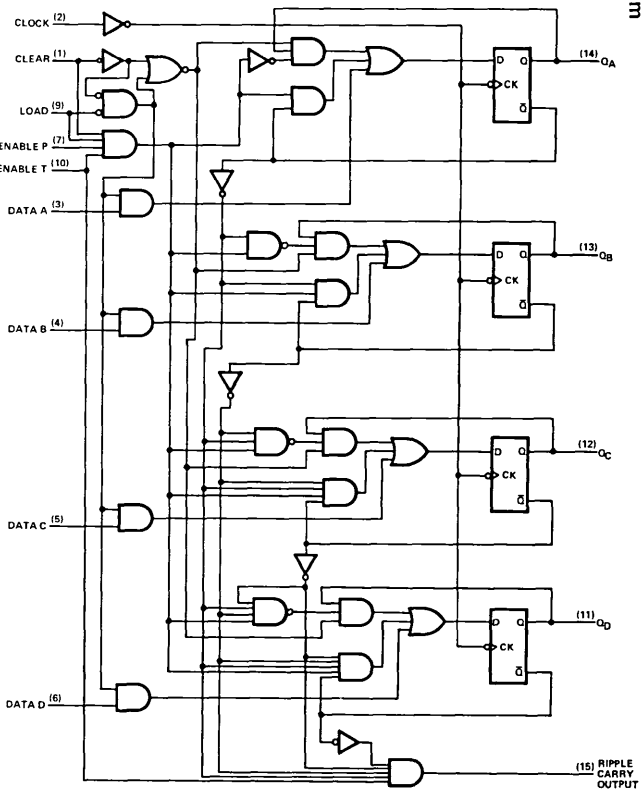 m
CLOCK (2)
CLEAR (1)
LOAD (9)
ENABLE P (7)
ENABLE T (10)
DATA A (3)
D Q
CK
Q̅
(14) QA
DATA B (4)
D Q
CK
Q̅
(13) QB
DATA C (5)
D Q
CK
Q̅
(12) QC
DATA D (6)
D Q
CK
Q̅
(11) QD
(15) RIPPLE
CARRY
OUTPUT